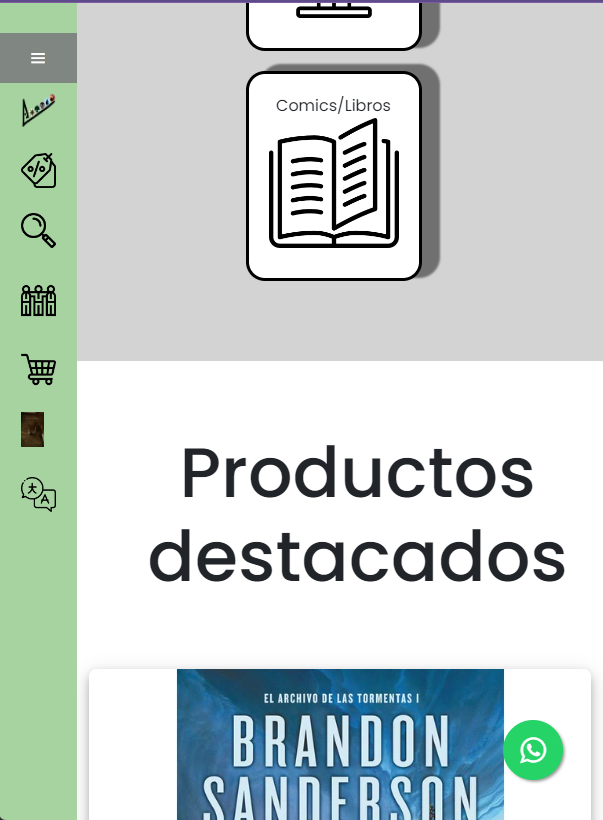 Comics/Libros
Productos
destacados
EL ARCHIVO DE LAS TORMENTAS I
BRANDON
SANDERSON